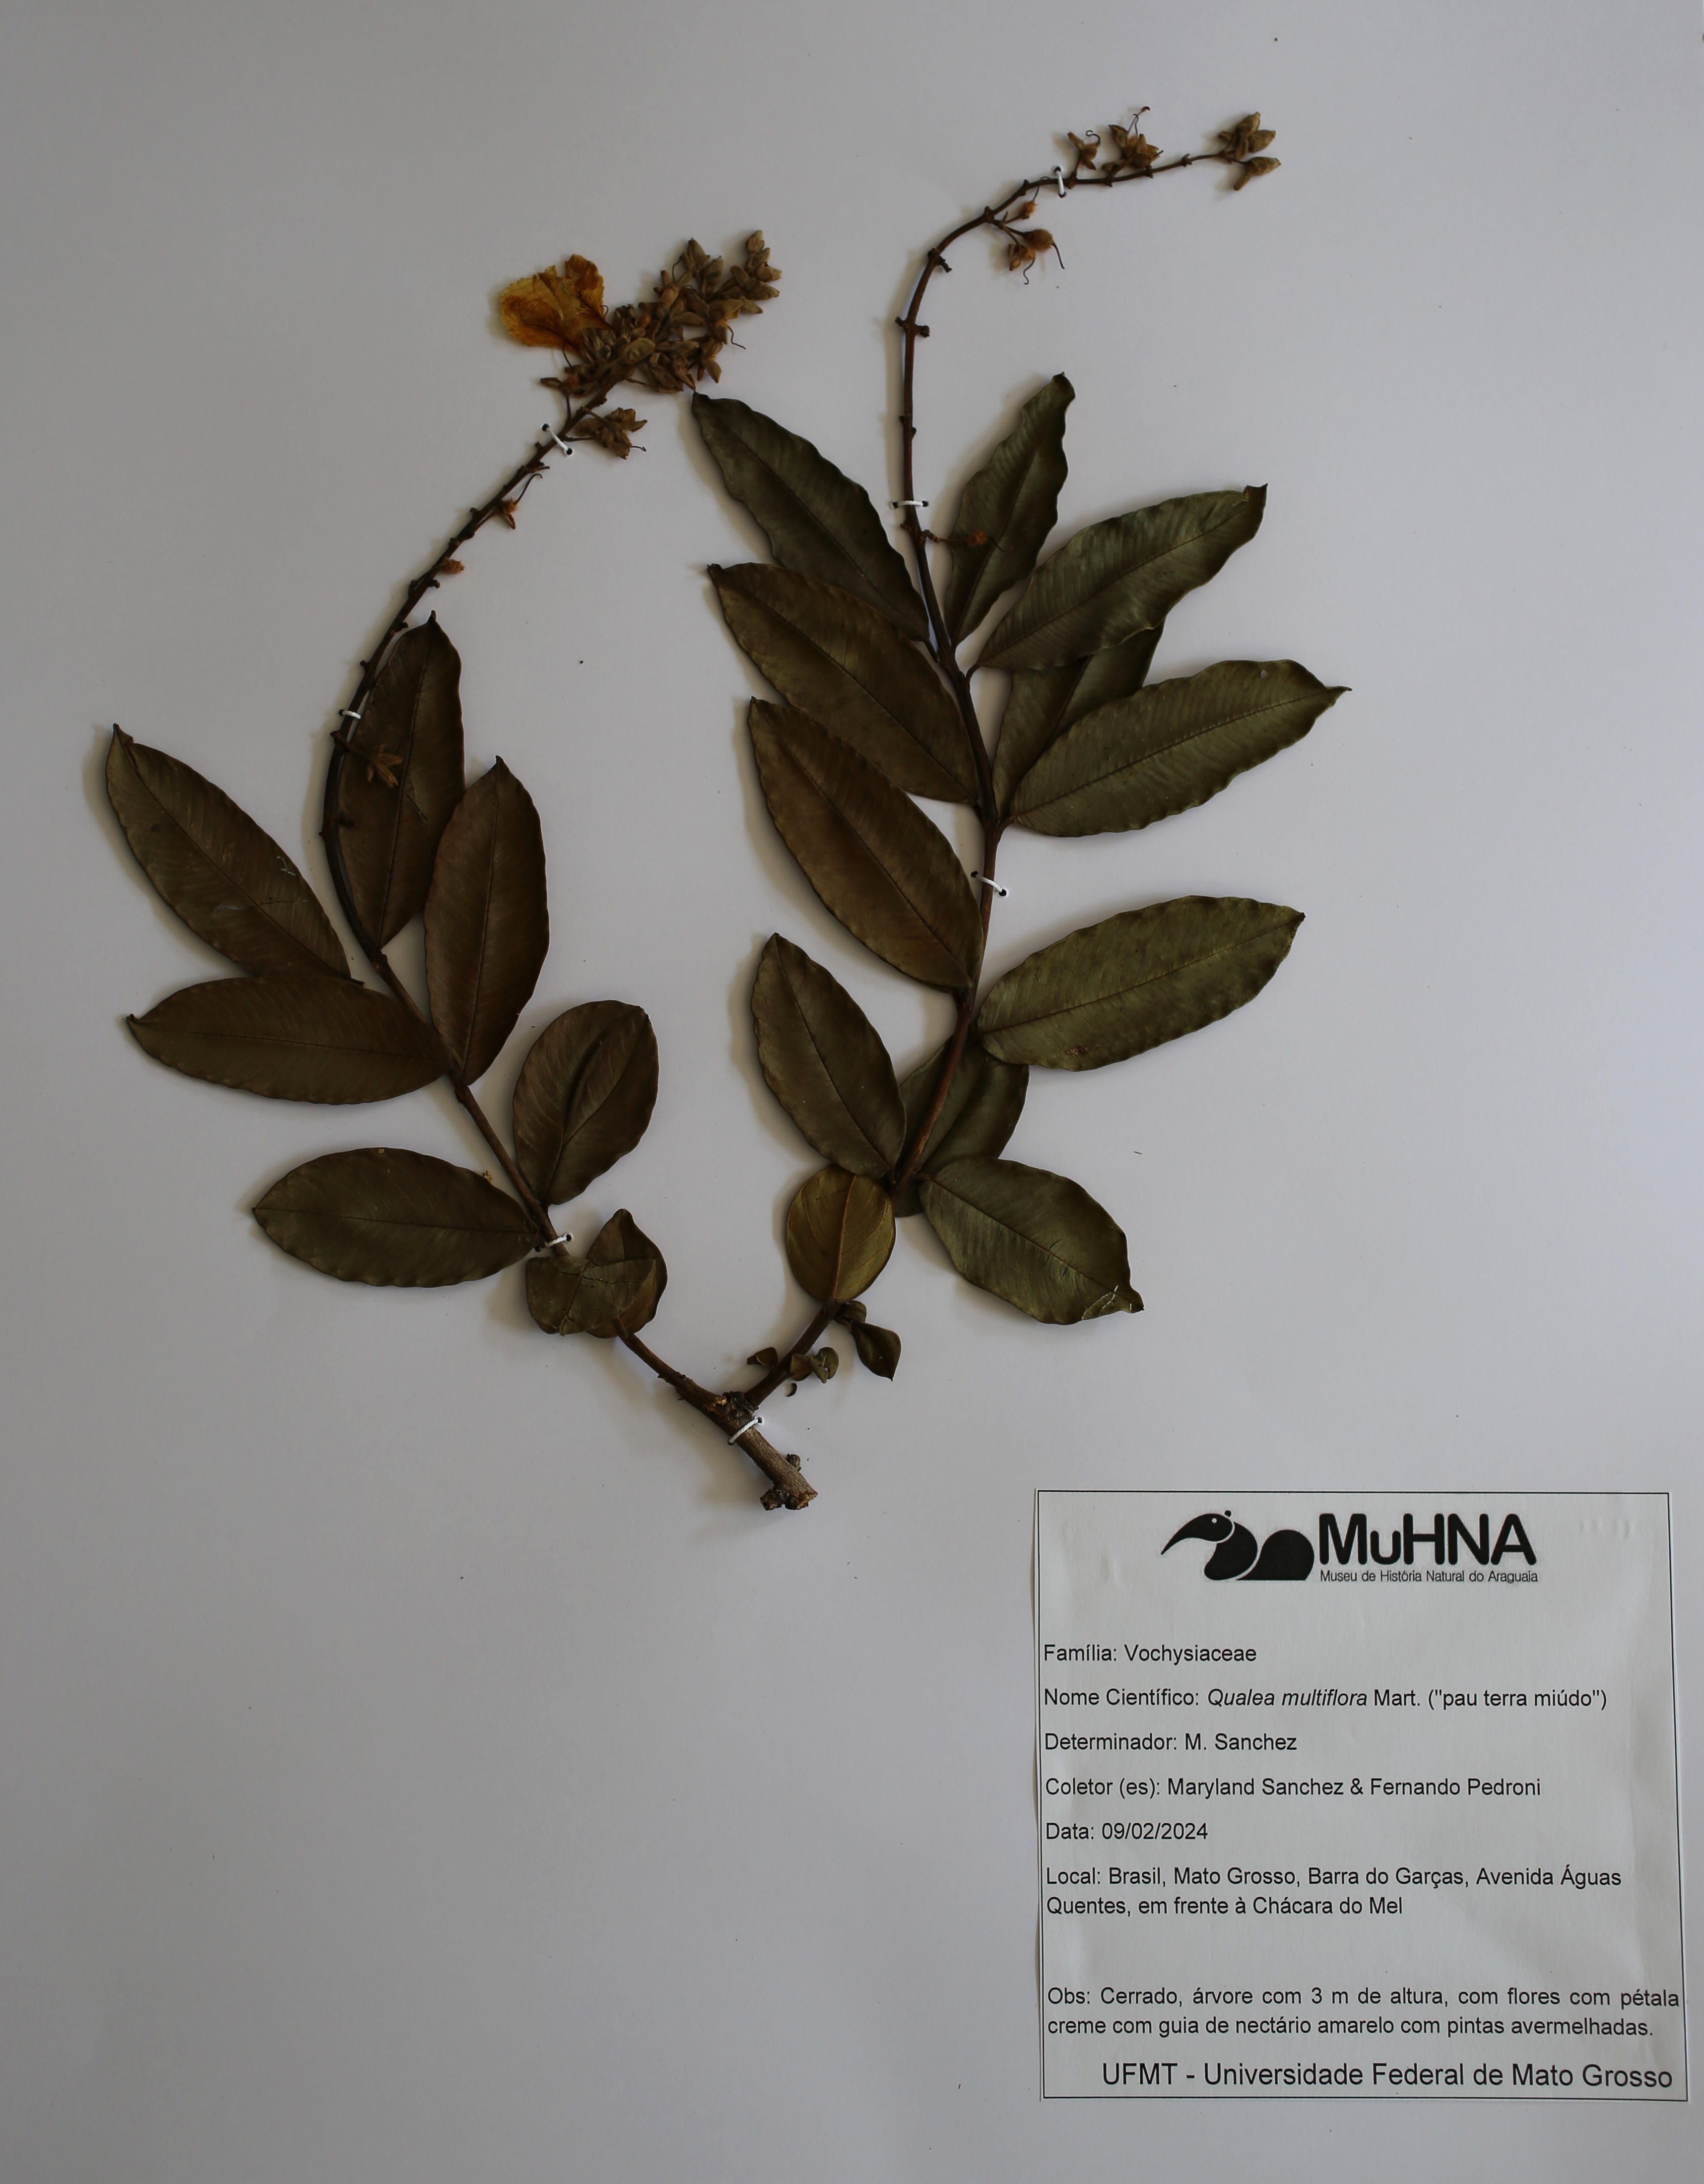 MuHNA
Museu de História Natural do Araguaia
Família: Vochysiaceae
Nome Científico: Qualea multiflora Mart. ("pau terra miúdo")
Determinador: M. Sanchez
Coletor (es): Maryland Sanchez & Fernando Pedroni
Data: 09/02/2024
Local: Brasil, Mato Grosso, Barra do Garças, Avenida Águas
Quentes, em frente à Chácara do Mel
Obs: Cerrado, árvore com 3 m de altura, com flores com pétala
creme com guia de nectário amarelo com pintas avermelhadas.
UFMT - Universidade Federal de Mato Grosso